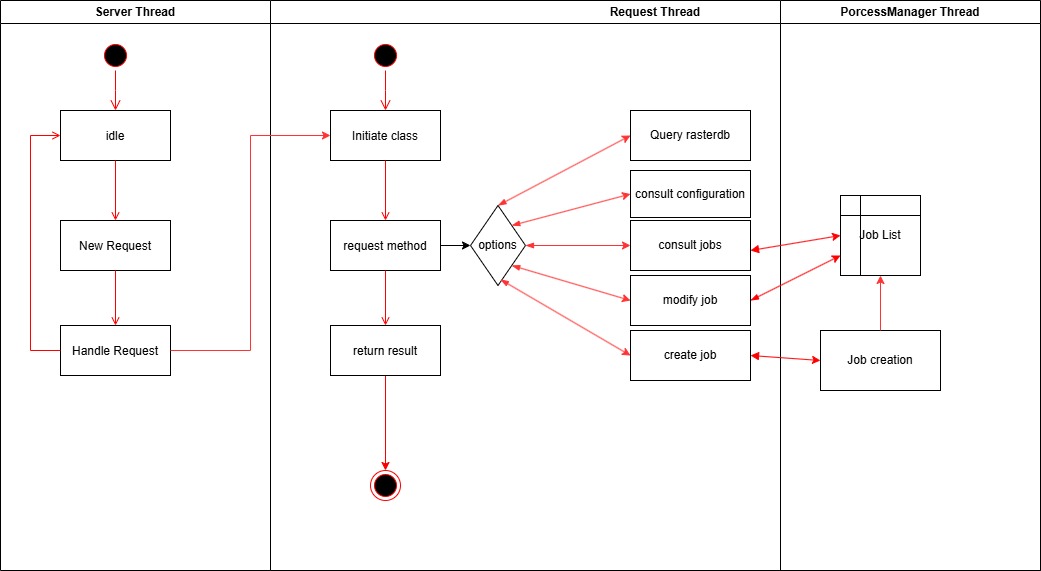 Server Thread
Request Thread
PorcessManager Thread
idle
New Request
Handle Request
Initiate class
request method
return result
options
Query rasterdb
consult configuration
consult jobs
modify job
create job
Job List
Job creation